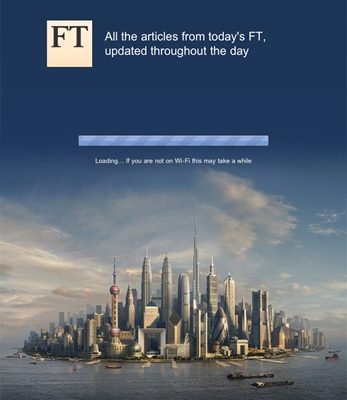 FT
All the articles from today's FT,
updated throughout the day
Loading... If you are not on Wi-Fi this may take a while